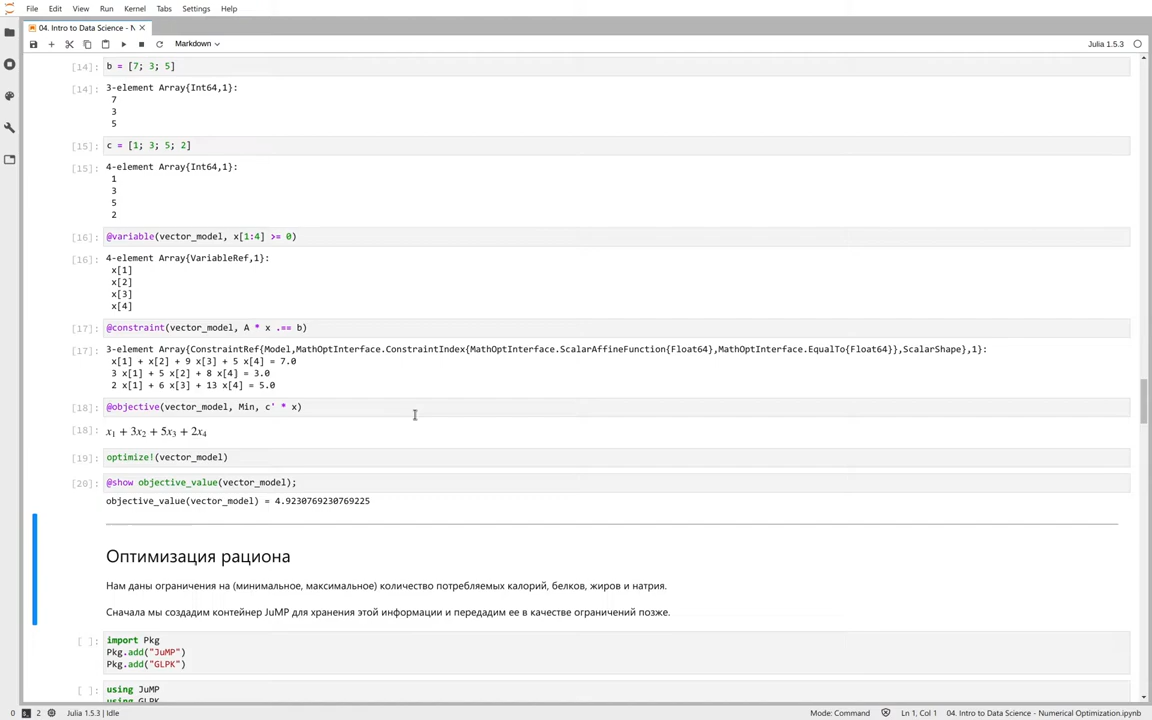 File Edit View Run Kernel Tabs Settings Help
04. Intro to Data Science - N
Markdown Julia 1.5.3
[14]: b = [7; 3; 5]
[14]: 3-element Array{Int64,1}:
7
3
5
[15]: c = [1; 3; 5; 2]
[15]: 4-element Array{Int64,1}:
1
3
5
2
[16]: @variable(vector_model, x[1:4] >= 0)
[16]: 4-element Array{VariableRef,1}:
x[1]
x[2]
x[3]
x[4]
[17]: @constraint(vector_model, A * x .== b)
[17]: 3-element Array{ConstraintRef{Model,MathOptInterface.ConstraintIndex{MathOptInterface.ScalarAffineFunction{Float64},MathOptInterface.EqualTo{Float64}},ScalarShape},1}:
x[1] + x[2] + 9 x[3] + 5 x[4] = 7.0
3 x[1] + 5 x[2] + 8 x[4] = 3.0
2 x[1] + 6 x[3] + 13 x[4] = 5.0
[18]: @objective(vector_model, Min, c' * x)
[18]: x₁ + 3x₂ + 5x₃ + 2x₄
[19]: optimize!(vector_model)
[20]: @show objective_value(vector_model);
objective_value(vector_model) = 4.9230769230769225
Оптимизация рациона
Нам даны ограничения на (минимальное, максимальное) количество потребляемых калорий, белков, жиров и натрия.
Сначала мы создадим контейнер JuMP для хранения этой информации и передадим ее в качестве ограничений позже.
[ ]: import Pkg
Pkg.add("JuMP")
Pkg.add("GLPK")
[ ]: using JuMP
using GLPK
0 2 Julia 1.5.3 | Idle Mode: Command Ln 1, Col 1 04. Intro to Data Science - Numerical Optimization.ipynb